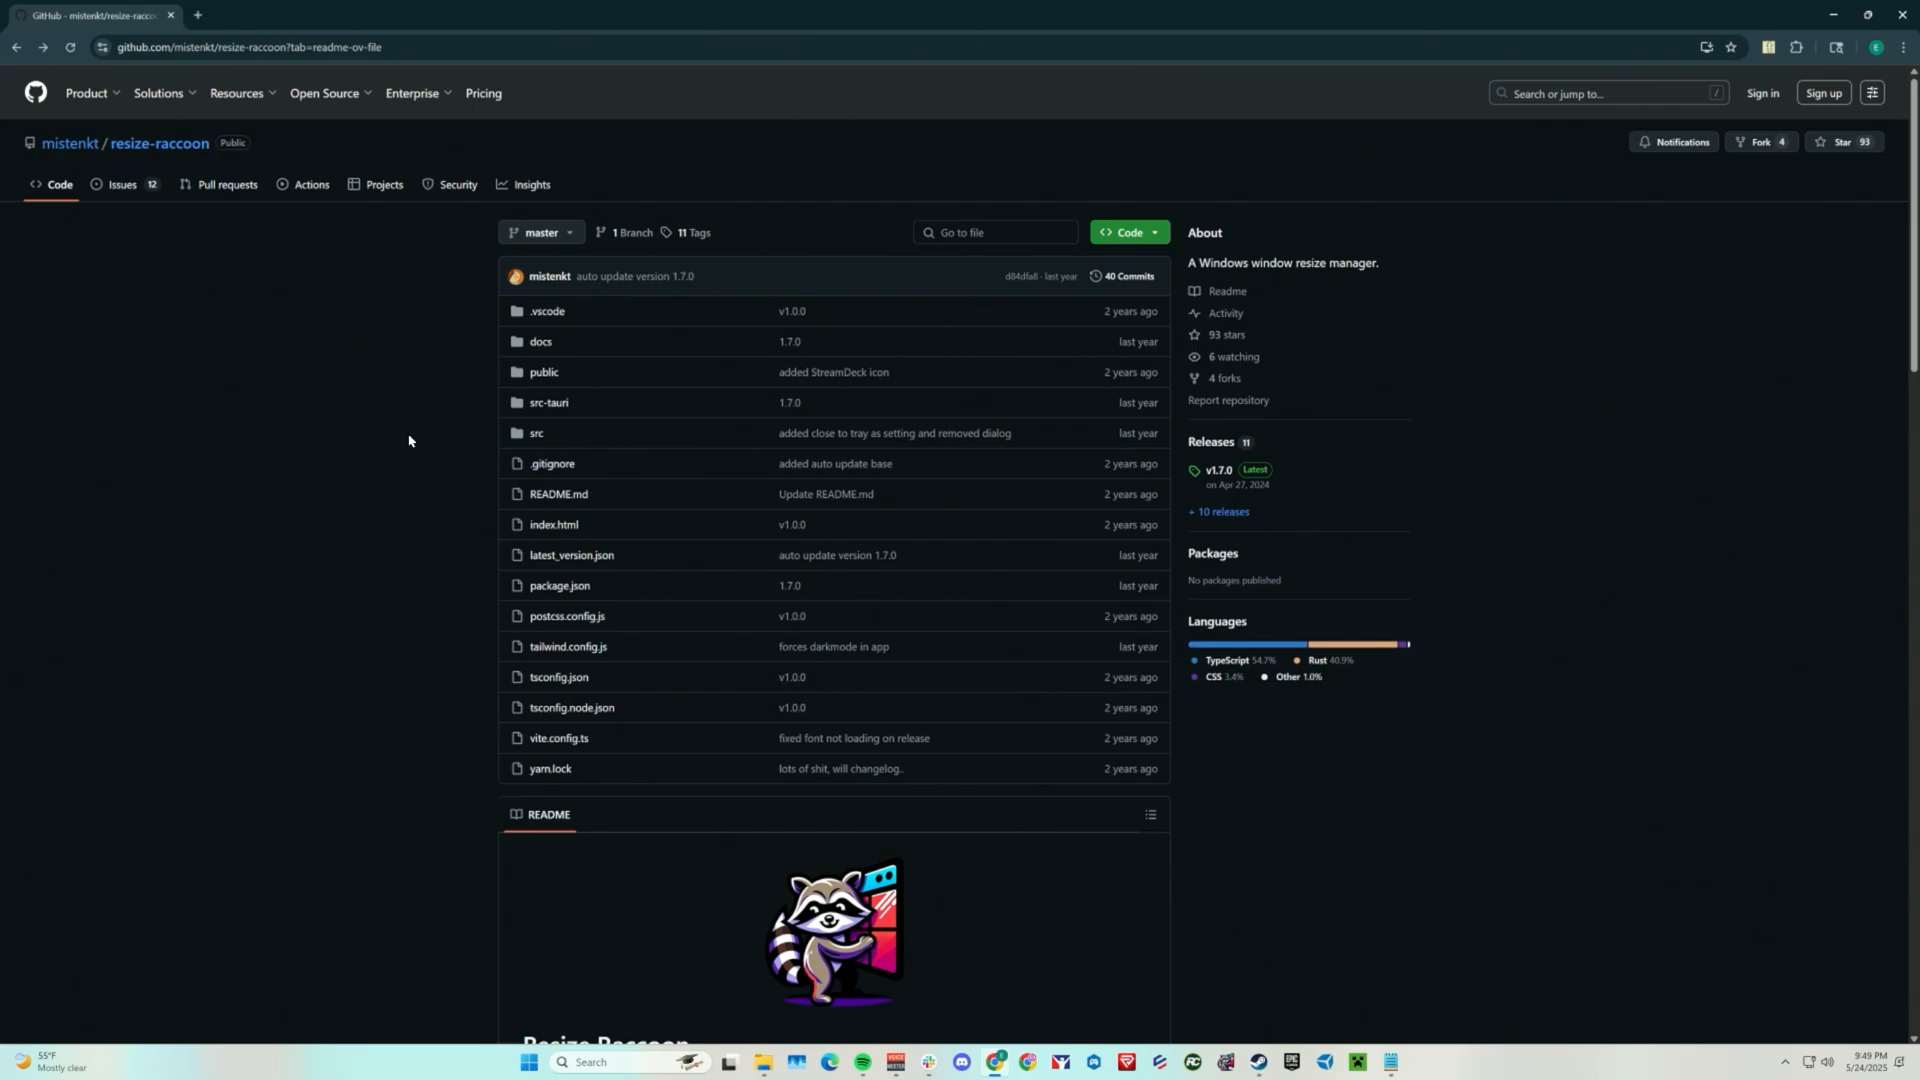 GitHub - mistenkt/resize-racco
github.com/mistenkt/resize-raccoon?tab=readme-ov-file
E
Product
Solutions
Resources
Open Source
Enterprise
Pricing
Search or jump to...
/
Sign in
Sign up
mistenkt / resize-raccoon
Public
Notifications
Fork 4
Star 93
Code
Issues 12
Pull requests
Actions
Projects
Security
Insights
master
1 Branch
11 Tags
Go to file
Code
mistenkt auto update version 1.7.0
d84dfa8 · last year
40 Commits
.vscode v1.0.0 2 years ago
docs 1.7.0 last year
public added StreamDeck icon 2 years ago
src-tauri 1.7.0 last year
src added close to tray as setting and removed dialog last year
.gitignore added auto update base 2 years ago
README.md Update README.md 2 years ago
index.html v1.0.0 2 years ago
latest_version.json auto update version 1.7.0 last year
package.json 1.7.0 last year
postcss.config.js v1.0.0 2 years ago
tailwind.config.js forces darkmode in app last year
tsconfig.json v1.0.0 2 years ago
tsconfig.node.json v1.0.0 2 years ago
vite.config.ts fixed font not loading on release 2 years ago
yarn.lock lots of shit, will changelog.. 2 years ago
README
Resize Raccoon
About
A Windows window resize manager.
Readme
Activity
93 stars
6 watching
4 forks
Report repository
Releases 11
v1.7.0 Latest
on Apr 27, 2024
+ 10 releases
Packages
No packages published
Languages
TypeScript 54.7% Rust 40.9%
CSS 3.4% Other 1.0%
55°F
Mostly clear
Search
9:49 PM
5/24/2025